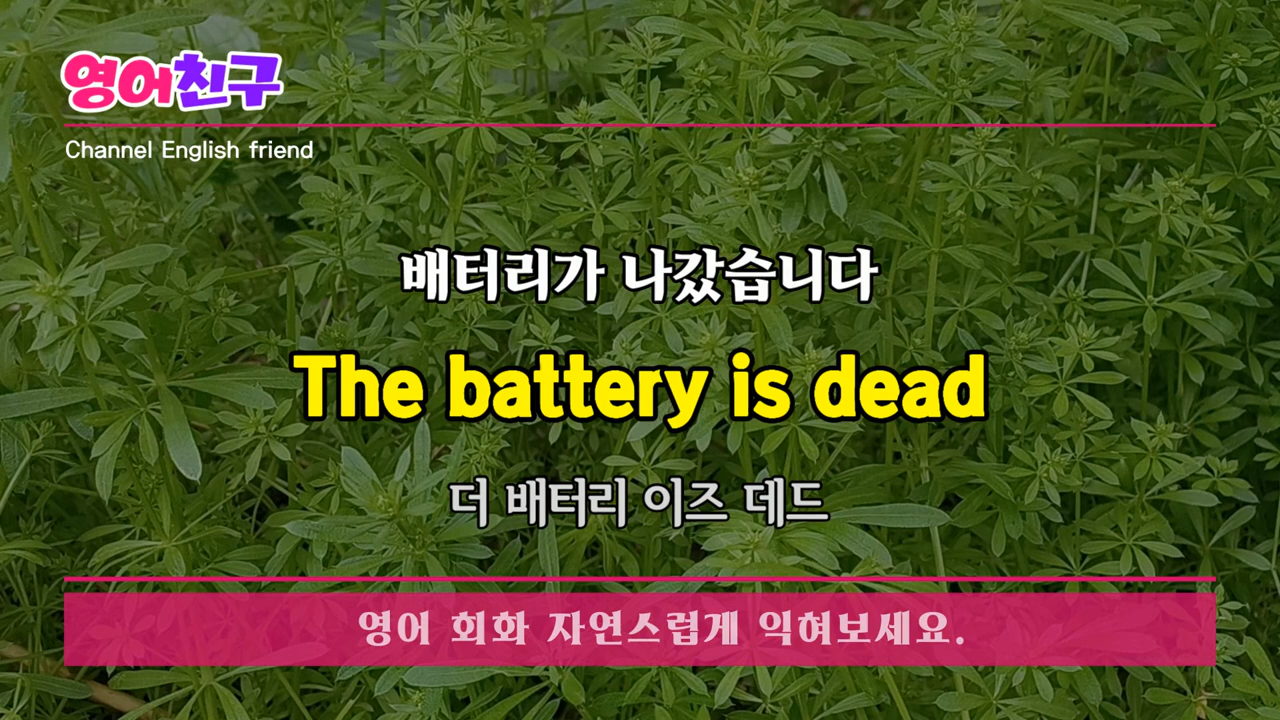 영어친구
Channel English friend
배터리가 나갔습니다
The battery is dead
더 배터리 이즈 데드
영어 회화 자연스럽게 익혀보세요.